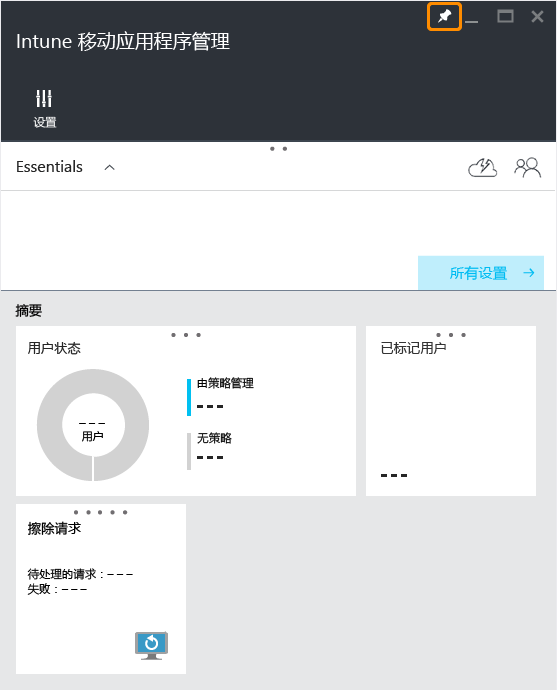 Intune 移动应用程序管理
设置
Essentials
所有设置
摘要
用户状态
---
用户
由策略管理
---
无策略
---
已标记用户
---
擦除请求
待处理的请求：---
失败：---